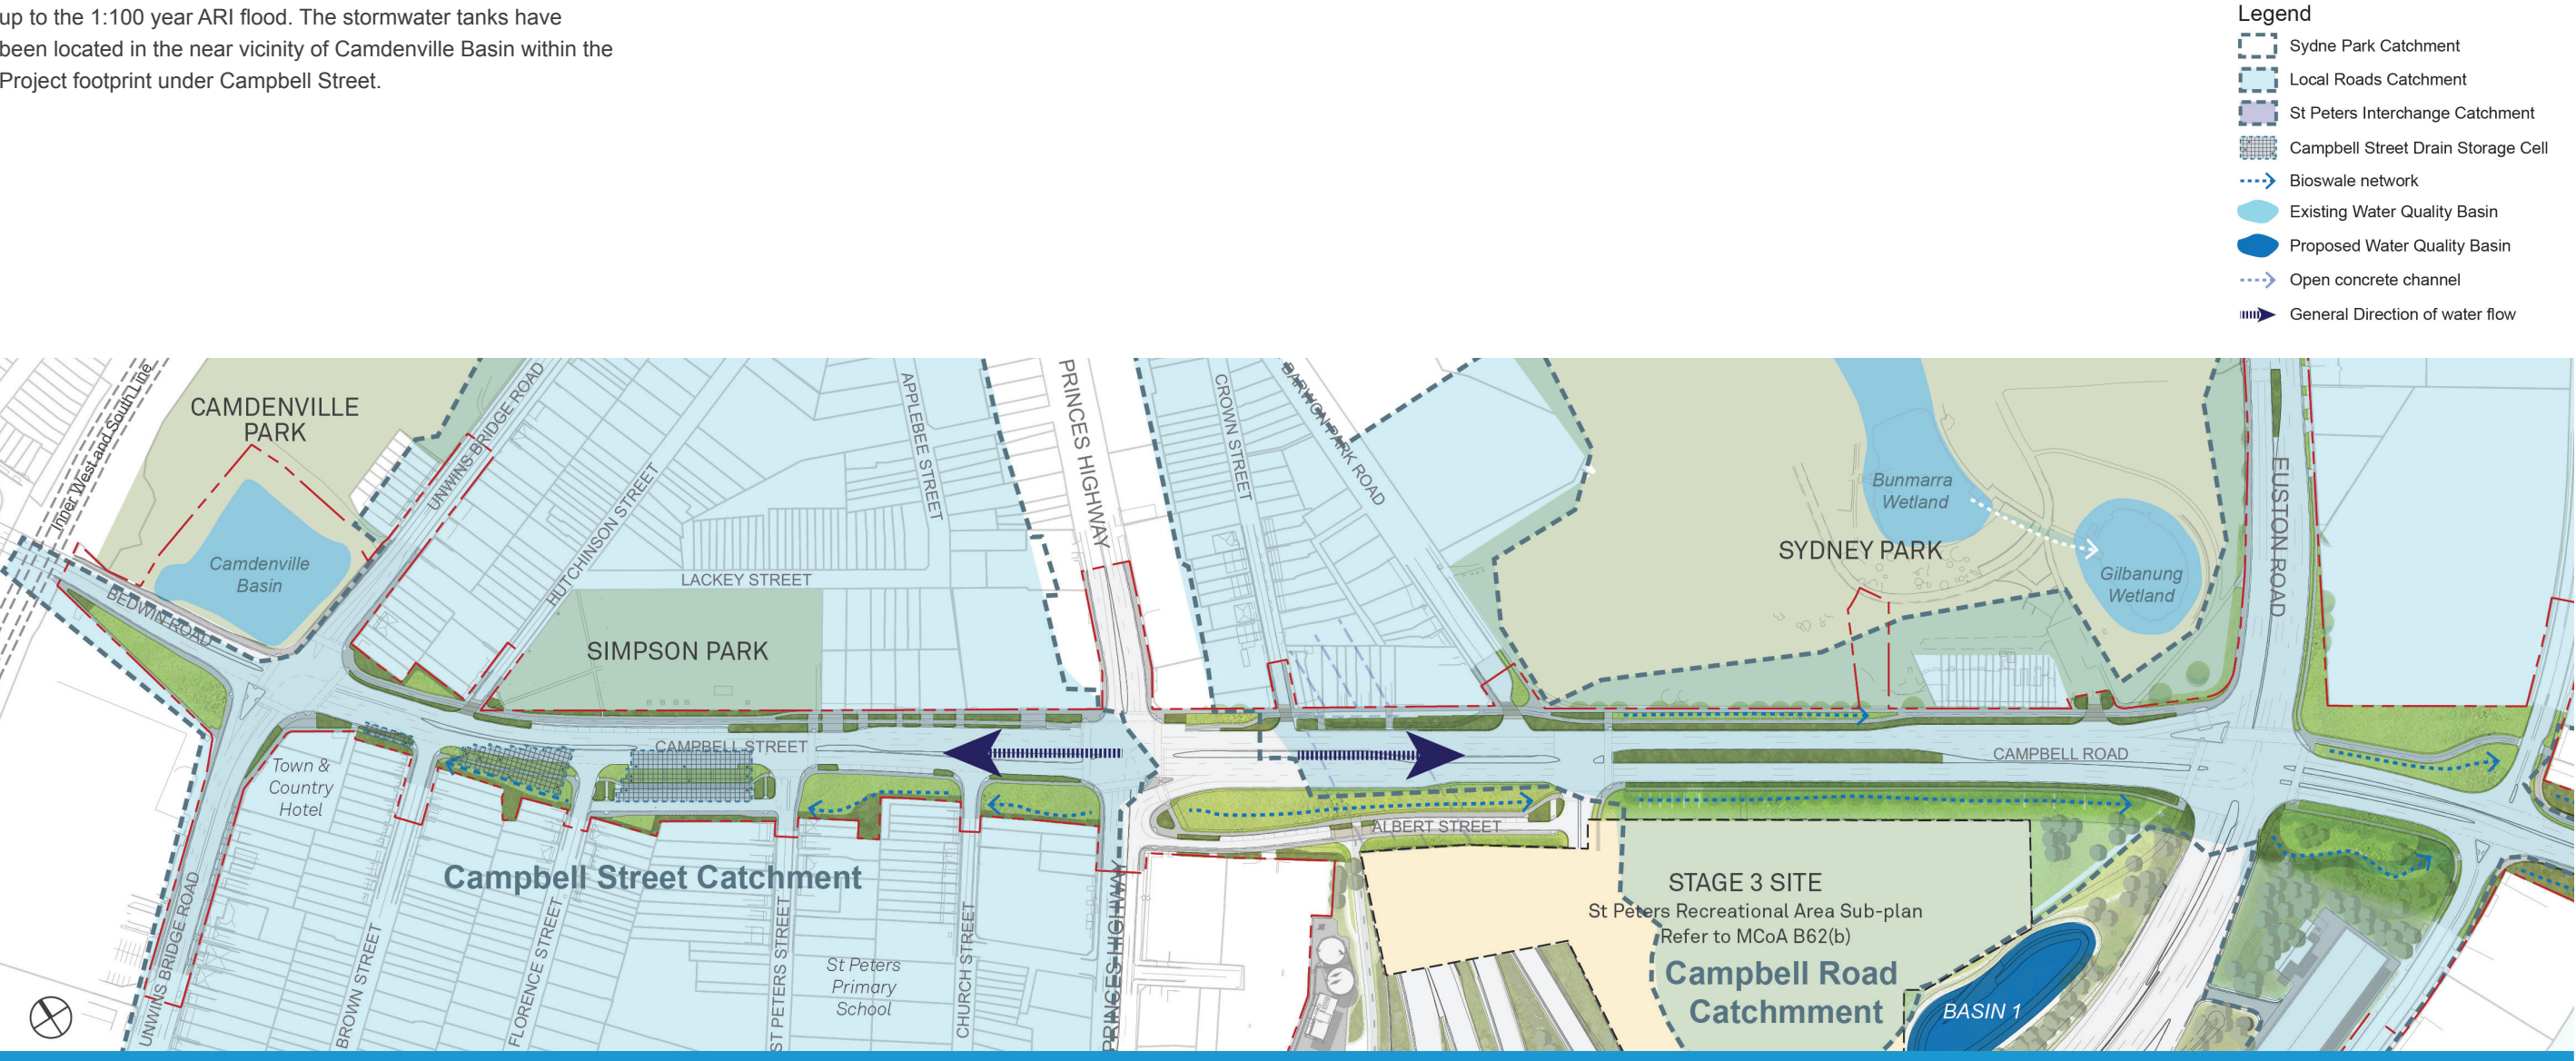 up to the 1:100 year ARI flood. The stormwater tanks have
been located in the near vicinity of Camdenville Basin within the
Project footprint under Campbell Street.
Legend
Sydne Park Catchment
Local Roads Catchment
St Peters Interchange Catchment
Campbell Street Drain Storage Cell
Bioswale network
Existing Water Quality Basin
Proposed Water Quality Basin
Open concrete channel
General Direction of water flow
Inner West and South Line
CAMDENVILLE
PARK
UNWINS BRIDGE ROAD
HUTCHINSON STREET
APPLEBEE STREET
PRINCES HIGHWAY
CROWN STREET
BARWON PARK ROAD
Bunmarra
Wetland
EUSTON ROAD
SYDNEY PARK
Gilbanung
Wetland
Camdenville
Basin
BEDWIN ROAD
LACKEY STREET
SIMPSON PARK
CAMPBELL STREET
CAMPBELL ROAD
Town &
Country
Hotel
ALBERT STREET
Campbell Street Catchment
STAGE 3 SITE
St Peters Recreational Area Sub-plan
Refer to MCoA B62(b)
Campbell Road
Catchmment
UNWINS BRIDGE ROAD
BROWN STREET
FLORENCE STREET
ST PETERS STREET
St Peters
Primary
School
CHURCH STREET
PRINCES HIGHWAY
BASIN 1